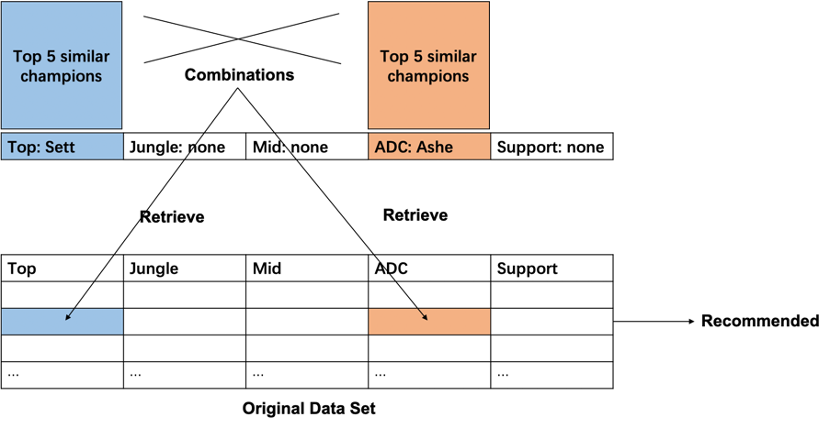 Top 5 similar
champions
Top 5 similar
champions
Combinations
Top: Sett
Jungle: none
Mid: none
ADC: Ashe
Support: none
Retrieve
Retrieve
Top
Jungle
Mid
ADC
Support
Recommended
...
...
...
...
...
Original Data Set